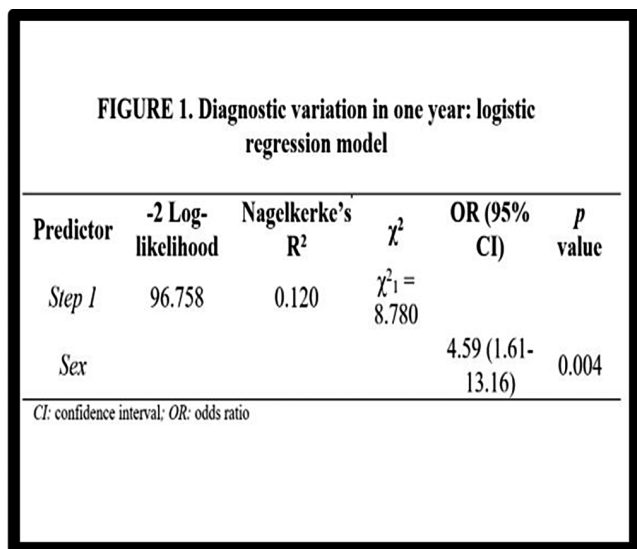 FIGURE 1. Diagnostic variation in one year: logistic
regression model
Predictor -2 Log-likelihood Nagelkerke's R² χ² OR (95% CI) p value
Step 1 96.758 0.120 χ²₁ = 8.780
Sex 4.59 (1.61-13.16) 0.004
CI: confidence interval; OR: odds ratio